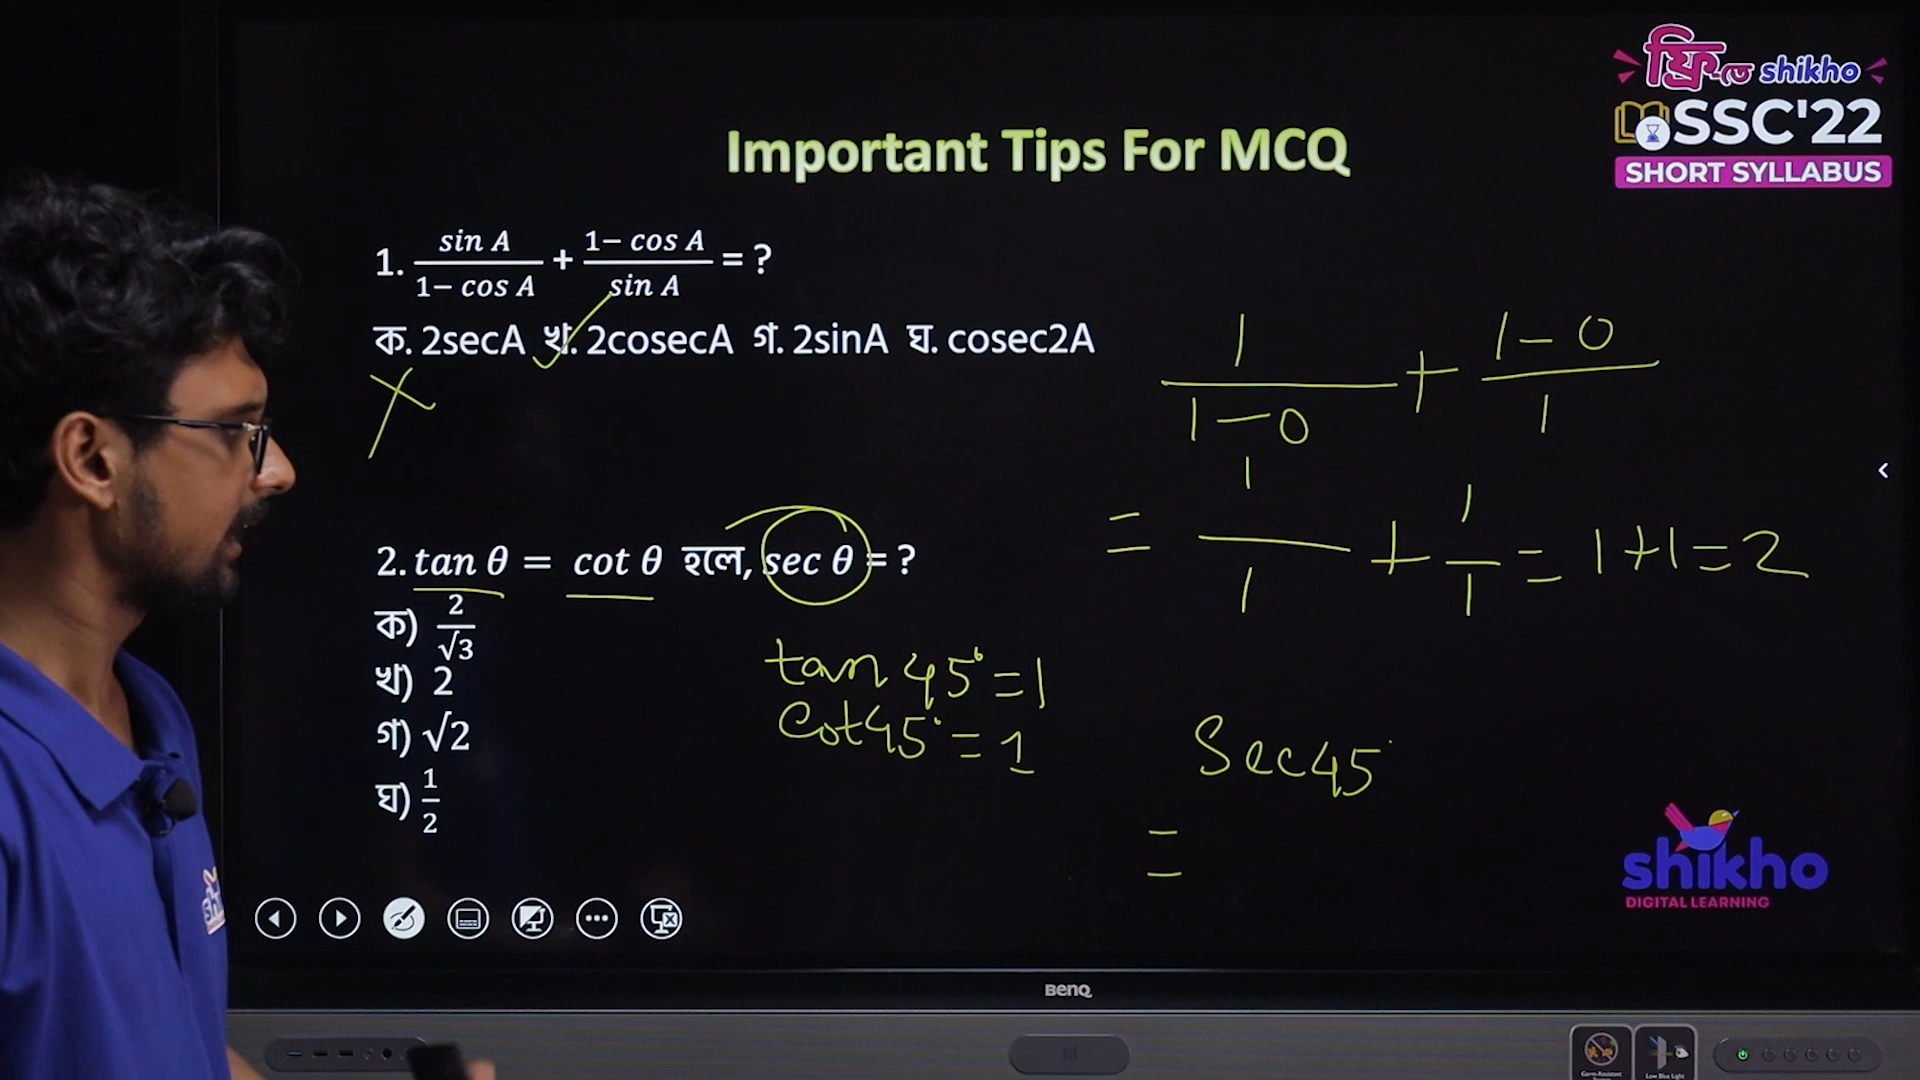 ফ্রি-তে shikho
SSC'22
SHORT SYLLABUS
Important Tips For MCQ
1. sin A / 1− cos A + 1− cos A / sin A = ?
ক. 2secA খ. 2cosecA গ. 2sinA ঘ. cosec2A
1 / 1−0 + 1−0 / 1
= 1 / 1 + 1 / 1 = 1+1=2
2. tan θ = cot θ হলে, sec θ = ?
ক) 2/√3
খ) 2
গ) √2
ঘ) 1/2
tan 45° = 1
Cot45° = 1
Sec45°
=
shikho
DIGITAL LEARNING
BenQ